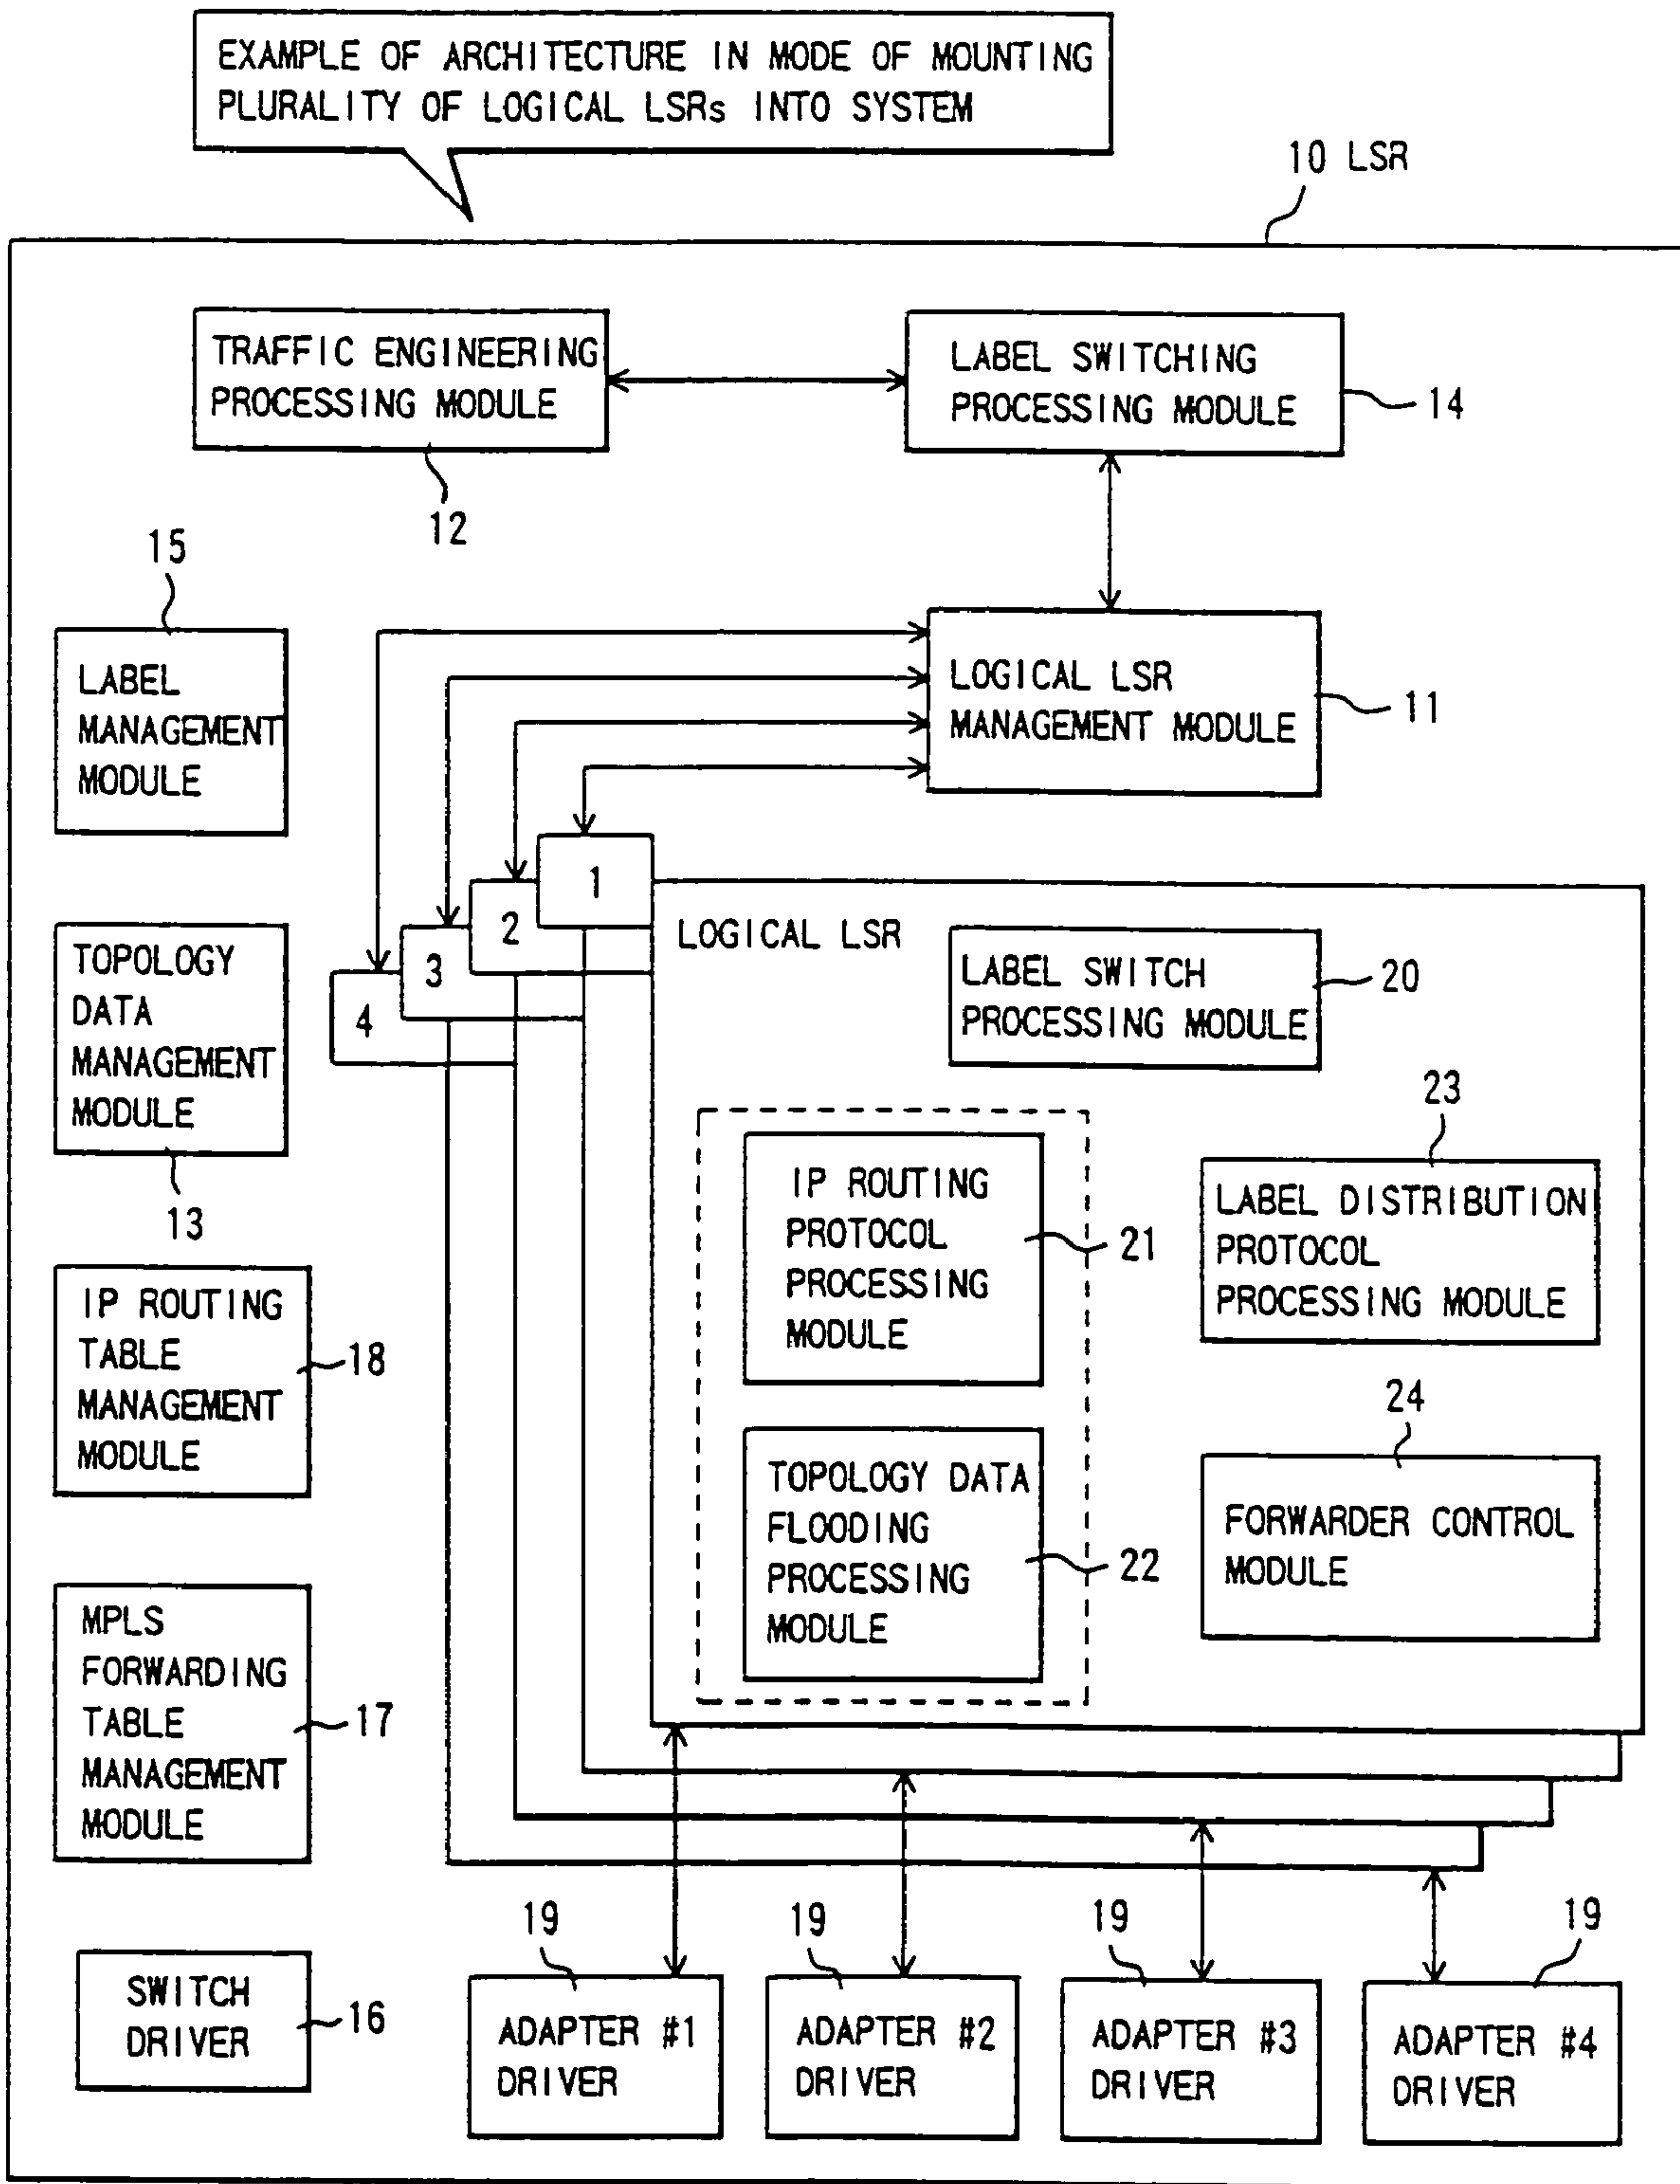 EXAMPLE OF ARCHITECTURE IN MODE OF MOUNTING
PLURALITY OF LOGICAL LSRs INTO SYSTEM
10 LSR
TRAFFIC ENGINEERING
PROCESSING MODULE
12
LABEL SWITCHING
PROCESSING MODULE
14
15
LABEL
MANAGEMENT
MODULE
LOGICAL LSR
MANAGEMENT MODULE
11
1
2
3
4
TOPOLOGY
DATA
MANAGEMENT
MODULE
13
LOGICAL LSR
LABEL SWITCH
PROCESSING MODULE
20
IP ROUTING
PROTOCOL
PROCESSING
MODULE
21
23
LABEL DISTRIBUTION
PROTOCOL
PROCESSING MODULE
IP ROUTING
TABLE
MANAGEMENT
MODULE
18
TOPOLOGY DATA
FLOODING
PROCESSING
MODULE
22
24
FORWARDER CONTROL
MODULE
MPLS
FORWARDING
TABLE
MANAGEMENT
MODULE
17
SWITCH
DRIVER
16
19
ADAPTER #1
DRIVER
19
ADAPTER #2
DRIVER
19
ADAPTER #3
DRIVER
19
ADAPTER #4
DRIVER